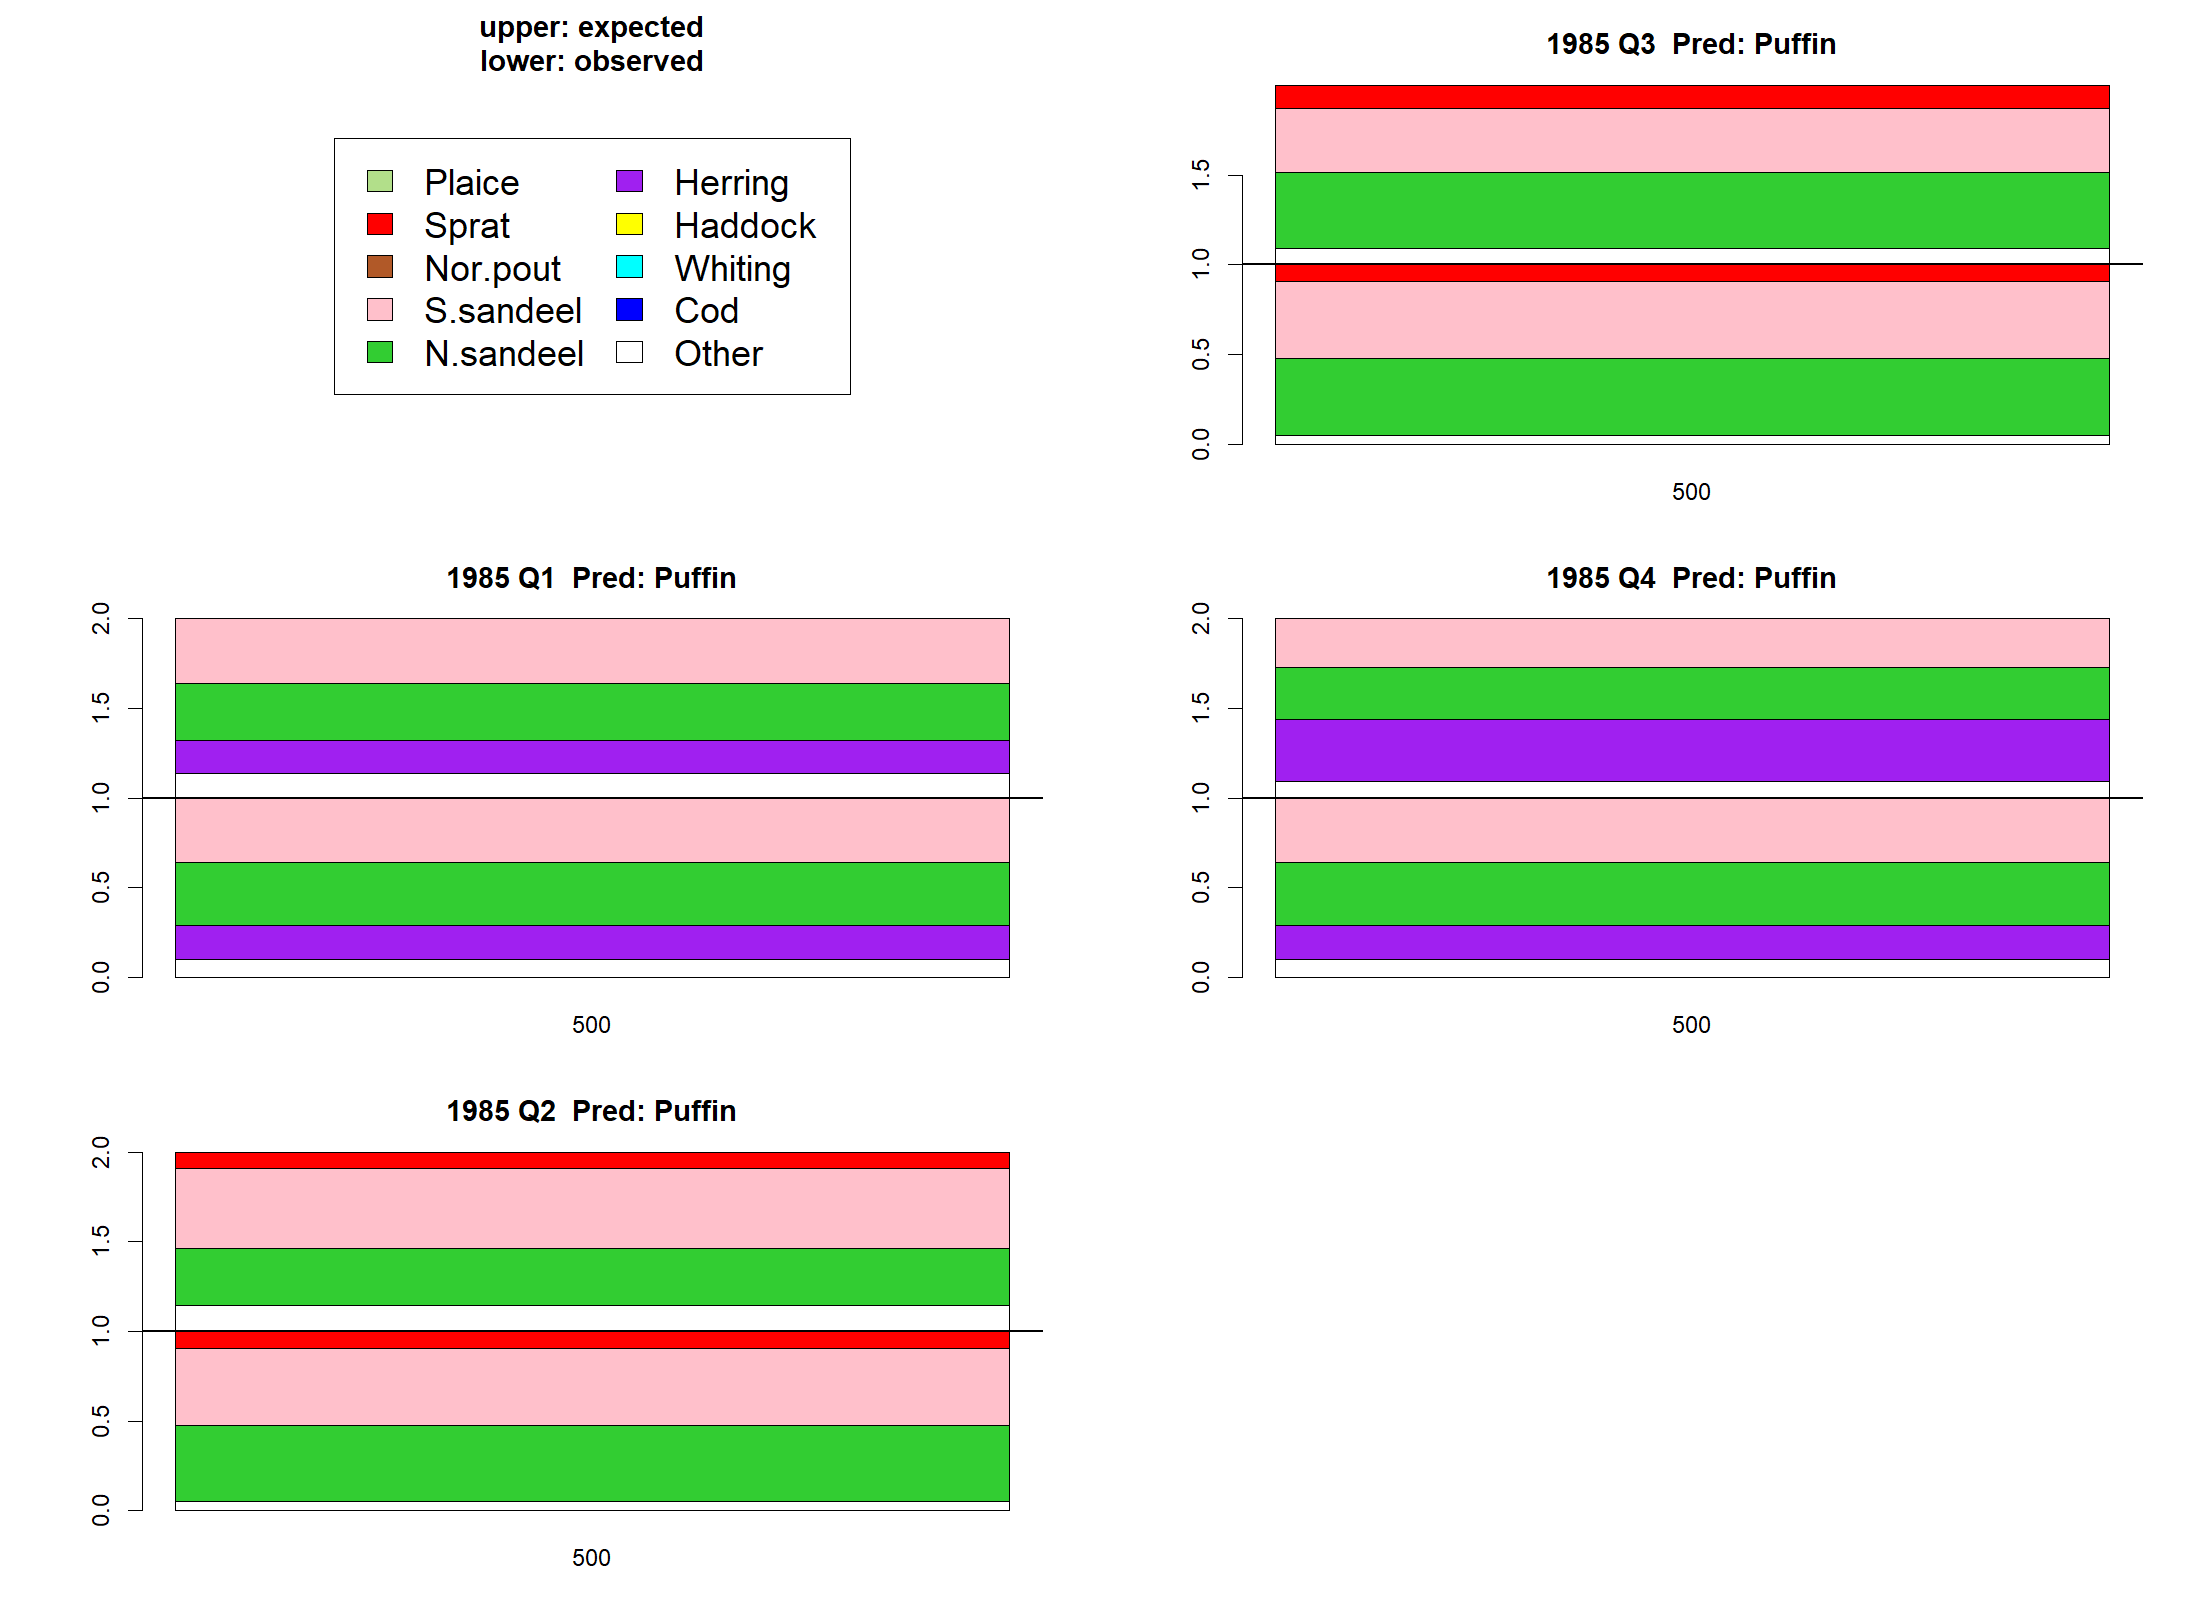 upper: expected
lower: observed
Plaice
Sprat
Nor.pout
S.sandeel
N.sandeel
Herring
Haddock
Whiting
Cod
Other
1985 Q3  Pred: Puffin
1.5
1.0
0.5
0.0
500
1985 Q1  Pred: Puffin
2.0
1.5
1.0
0.5
0.0
500
1985 Q4  Pred: Puffin
2.0
1.5
1.0
0.5
0.0
500
1985 Q2  Pred: Puffin
2.0
1.5
1.0
0.5
0.0
500